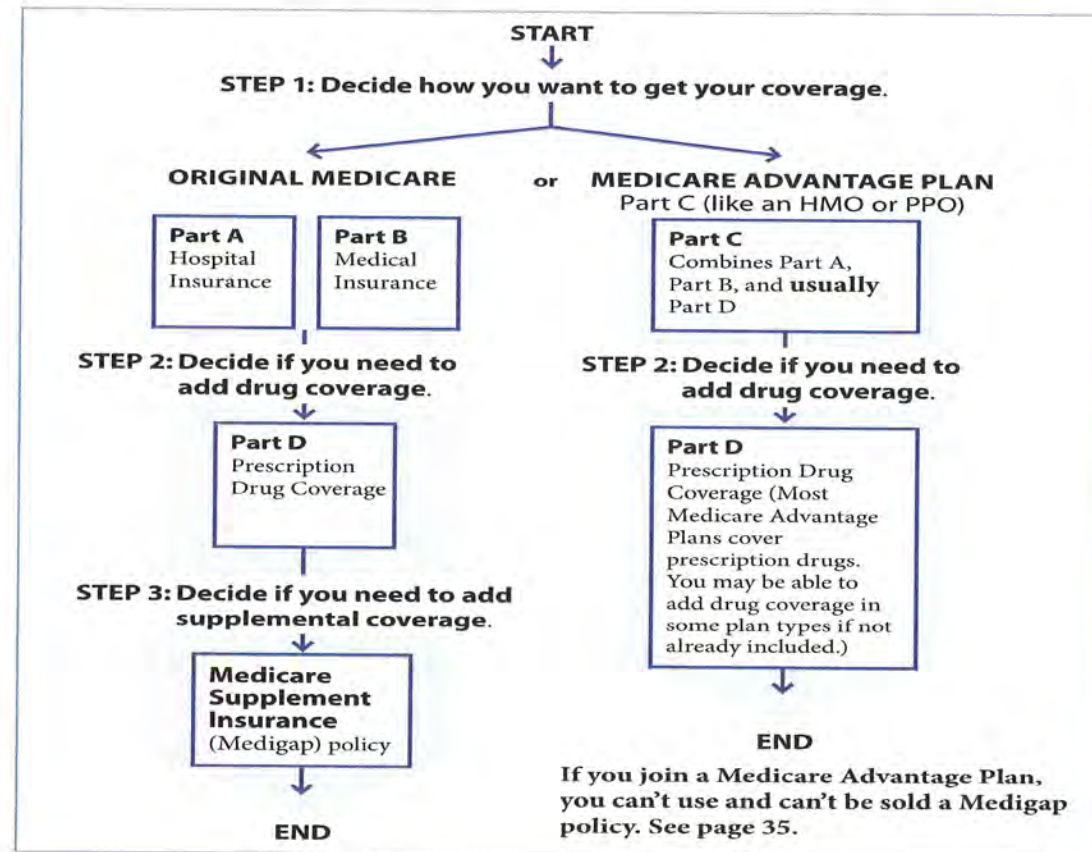 START
STEP 1: Decide how you want to get your coverage.
ORIGINAL MEDICARE
or
MEDICARE ADVANTAGE PLAN
Part C (like an HMO or PPO)
Part A
Hospital
Insurance
Part B
Medical
Insurance
Part C
Combines Part A,
Part B, and usually
Part D
STEP 2: Decide if you need to
add drug coverage.
Part D
Prescription
Drug Coverage
STEP 3: Decide if you need to add
supplemental coverage.
Medicare
Supplement
Insurance
(Medigap) policy
END
STEP 2: Decide if you need to
add drug coverage.
Part D
Prescription Drug
Coverage (Most
Medicare Advantage
Plans cover
prescription drugs.
You may be able to
add drug coverage in
some plan types if not
already included.)
END
If you join a Medicare Advantage Plan,
you can't use and can't be sold a Medigap
policy. See page 35.